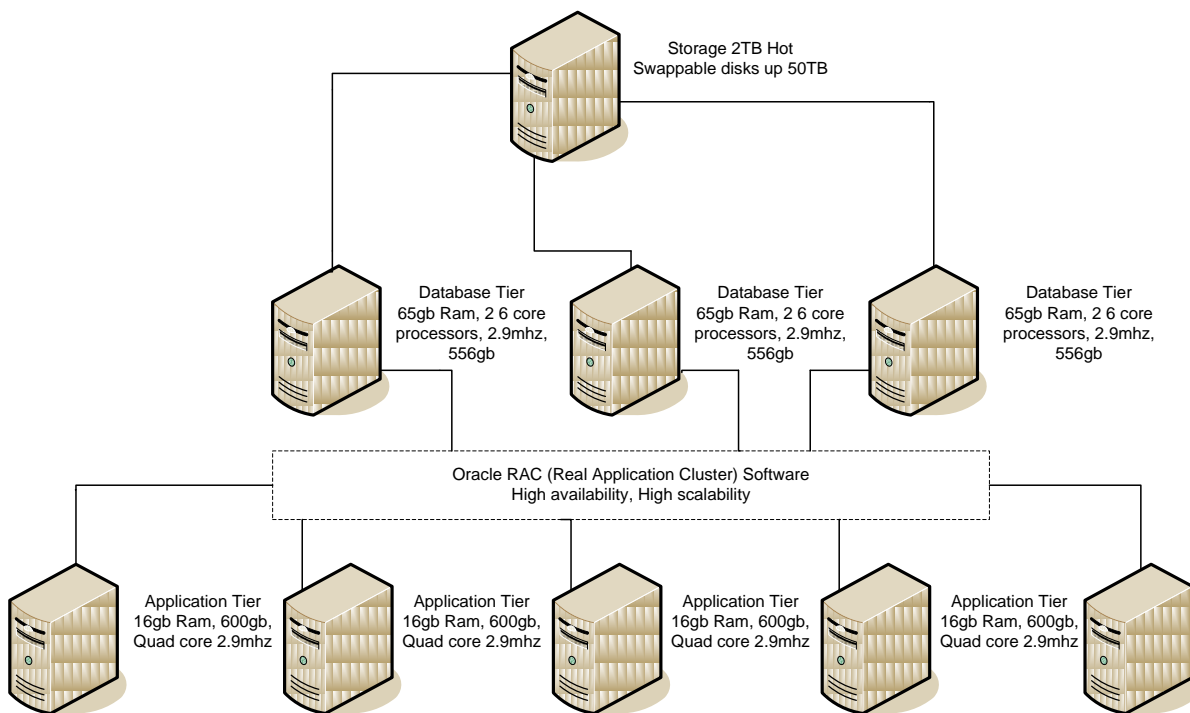 Storage 2TB Hot
Swappable disks up 50TB
Database Tier
65gb Ram, 2 6 core
processors, 2.9mhz,
556gb
Database Tier
65gb Ram, 2 6 core
processors, 2.9mhz,
556gb
Database Tier
65gb Ram, 2 6 core
processors, 2.9mhz,
556gb
Oracle RAC (Real Application Cluster) Software
High availability, High scalability
Application Tier
16gb Ram, 600gb,
Quad core 2.9mhz
Application Tier
16gb Ram, 600gb,
Quad core 2.9mhz
Application Tier
16gb Ram, 600gb,
Quad core 2.9mhz
Application Tier
16gb Ram, 600gb,
Quad core 2.9mhz